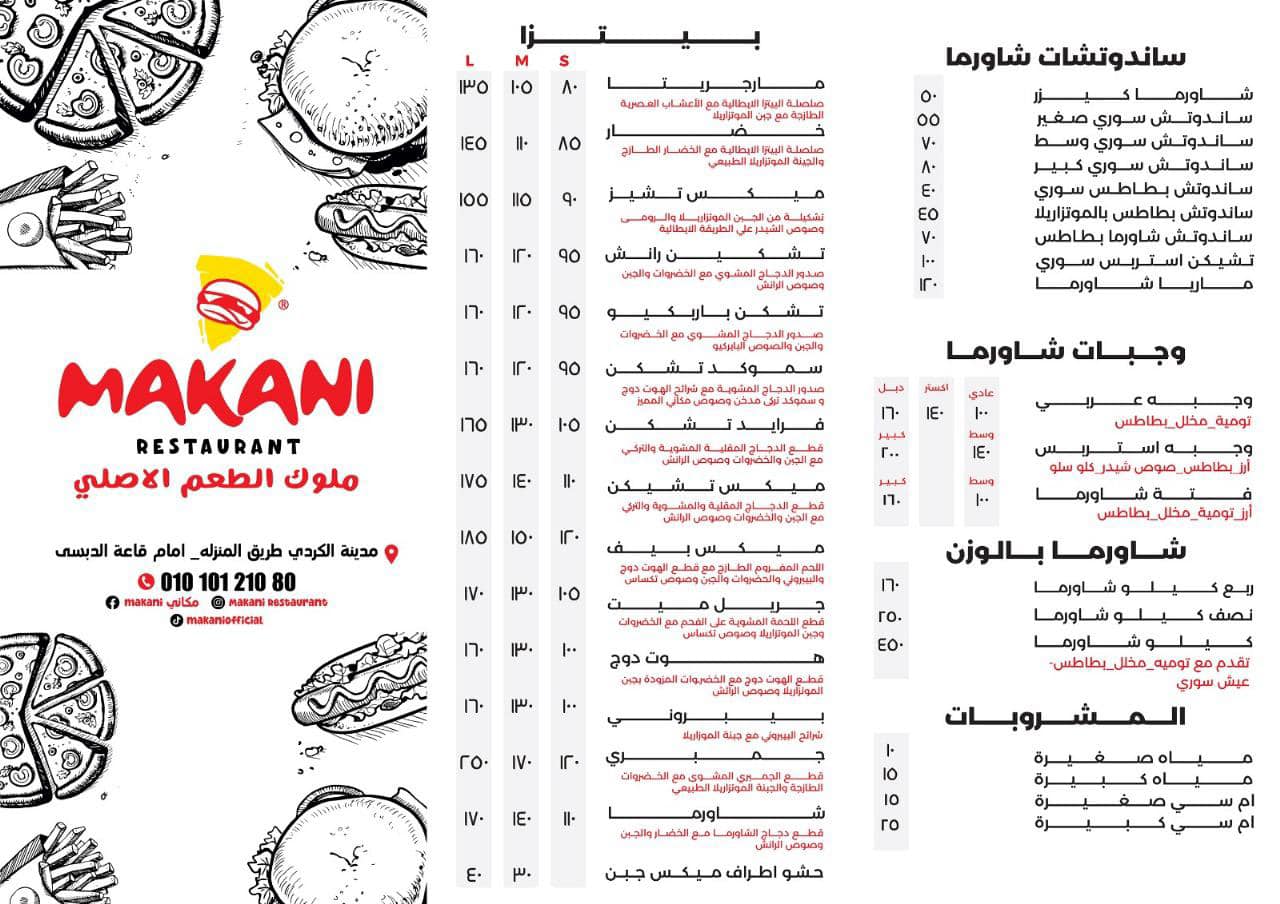 MAKANI
®
RESTAURANT
ملوك الطعم الاصلي
مدينة الكردي طريق المنزله_ امام قاعة الدبسى
010 101 210 80
makani مكاني Makani Restaurant
makaniofficial
بيتزا
S M L
مارجريتا ٨٠ ١٠٥ ١٣٥
صلصلة البيتزا الايطالية مع الأعشاب العصرية
الطازجة مع جبن الموتزاريلا
خضار ٨٥ ١١٠ ١٤٥
صلصلة البيتزا الايطالية مع الخضار الطازج
والجبنة الموتزاريلا الطبيعي
ميكس تشيز ٩٠ ١١٥ ١٥٥
تشكيلة من الجبن الموتزاريلا والرومى
وصوص الشيدر علي الطريقة الايطالية
تشكين رانش ٩٥ ١٢٠ ١٦٠
صدور الدجاج المشوي مع الخضروات والجبن
وصوص الرانش
تشكن باربكيو ٩٥ ١٢٠ ١٦٠
صدور الدجاج المشوي مع الخضروات
والجبن والصوص البابركيو
سموكد تشكن ٩٥ ١٢٠ ١٦٠
صدور الدجاج المشوية مع شرائح الهوت دوج
و سموكد تركى مدخن وصوص مكاني المميز
فرايد تشكن ١٠٥ ١٣٠ ١٦٥
قطع الدجاج المقلية المشوية والتركي
مع الجبن والخضروات وصوص الرانش
ميكس تشيكن ١١٠ ١٤٠ ١٧٥
قطع الدجاج المقلية والمشوية والتركي
مع الجبن والخضروات وصوص الرانش
ميكس بيف ١٢٠ ١٥٠ ١٨٥
اللحم المفروم الطازج مع قطع الهوت دوج
والبيبروني والخضروات والجبن وصوص تكساس
جريل ميت ١٠٥ ١٣٠ ١٧٠
قطع اللحمة المشوية على الفحم مع الخضروات
وجبن الموتزاريلا وصوص تكساس
هوت دوج ١٠٠ ١٣٠ ١٦٠
قطع الهوت دوج مع الخضروات المزودة بجبن
الموتزاريلا وصوص الرانش
بيبروني ١٠٠ ١٣٠ ١٦٠
شرائح البيبروني مع جبنة الموزاريلا
جمبري ١٢٠ ١٧٠ ٢٥٠
قطع الجمبري المشوى مع الخضروات
الطازجة والجبنة الموتزاريلا الطبيعي
شاورما ١١٠ ١٤٠ ١٧٠
قطع دجاج الشاورما مع الخضار والجبن
وصوص الرانش
حشو اطراف ميكس جبن ٣٠ ٤٠
ساندوتشات شاورما
شاورما كيزر ٥٠
ساندوتش سوري صغير ٥٥
ساندوتش سوري وسط ٧٠
ساندوتش سوري كبير ٨٠
ساندوتش بطاطس سوري ٤٠
ساندوتش بطاطس بالموتزاريلا ٤٥
ساندوتش شاورما بطاطس ٧٠
تشيكن استربس سوري ١٠٠
ماريا شاورما ١٢٠
وجبات شاورما
عادي اكستر دبل
وجبه عربي ١٠٠ ١٤٠ ١٦٠
تومية_مخلل_بطاطس
وسط كبير
وجبه استربس ١٤٠ ٢٠٠
أرز_بطاطس_صوص شيدر_كلو سلو
وسط كبير
فتة شاورما ١٠٠ ١٦٠
أرز_تومية_مخلل_بطاطس
شاورما بالوزن
ربع كيلو شاورما ١٦٠
نصف كيلو شاورما ٢٥٠
كيلو شاورما ٤٥٠
تقدم مع توميه_مخلل_بطاطس-
عيش سوري
المشروبات
مياه صغيرة ١٠
مياه كبيرة ١٥
ام سي صغيرة ١٥
ام سي كبيرة ٢٥